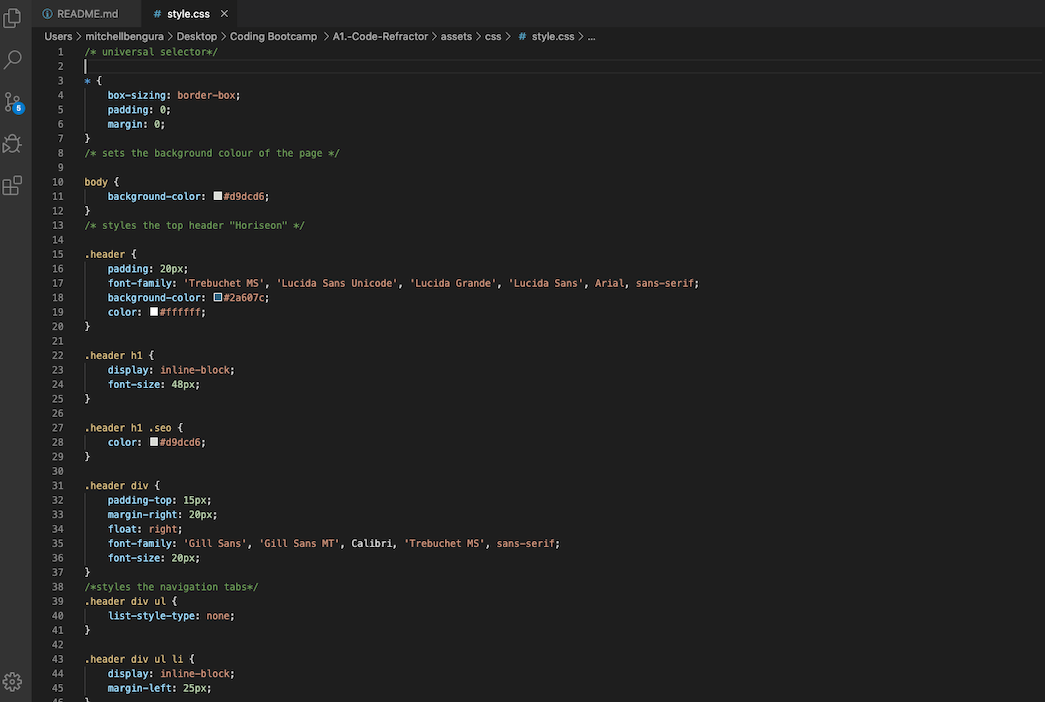 README.md
# style.css ×
Users > mitchellbengura > Desktop > Coding Bootcamp > A1.-Code-Refractor > assets > css > # style.css > ...
5
1 /* universal selector*/
2
3 * {
4 box-sizing: border-box;
5 padding: 0;
6 margin: 0;
7 }
8 /* sets the background colour of the page */
9
10 body {
11 background-color: #d9dcd6;
12 }
13 /* styles the top header "Horiseon" */
14
15 .header {
16 padding: 20px;
17 font-family: 'Trebuchet MS', 'Lucida Sans Unicode', 'Lucida Grande', 'Lucida Sans', Arial, sans-serif;
18 background-color: #2a607c;
19 color: #ffffff;
20 }
21
22 .header h1 {
23 display: inline-block;
24 font-size: 48px;
25 }
26
27 .header h1 .seo {
28 color: #d9dcd6;
29 }
30
31 .header div {
32 padding-top: 15px;
33 margin-right: 20px;
34 float: right;
35 font-family: 'Gill Sans', 'Gill Sans MT', Calibri, 'Trebuchet MS', sans-serif;
36 font-size: 20px;
37 }
38 /*styles the navigation tabs*/
39 .header div ul {
40 list-style-type: none;
41 }
42
43 .header div ul li {
44 display: inline-block;
45 margin-left: 25px;
46 }